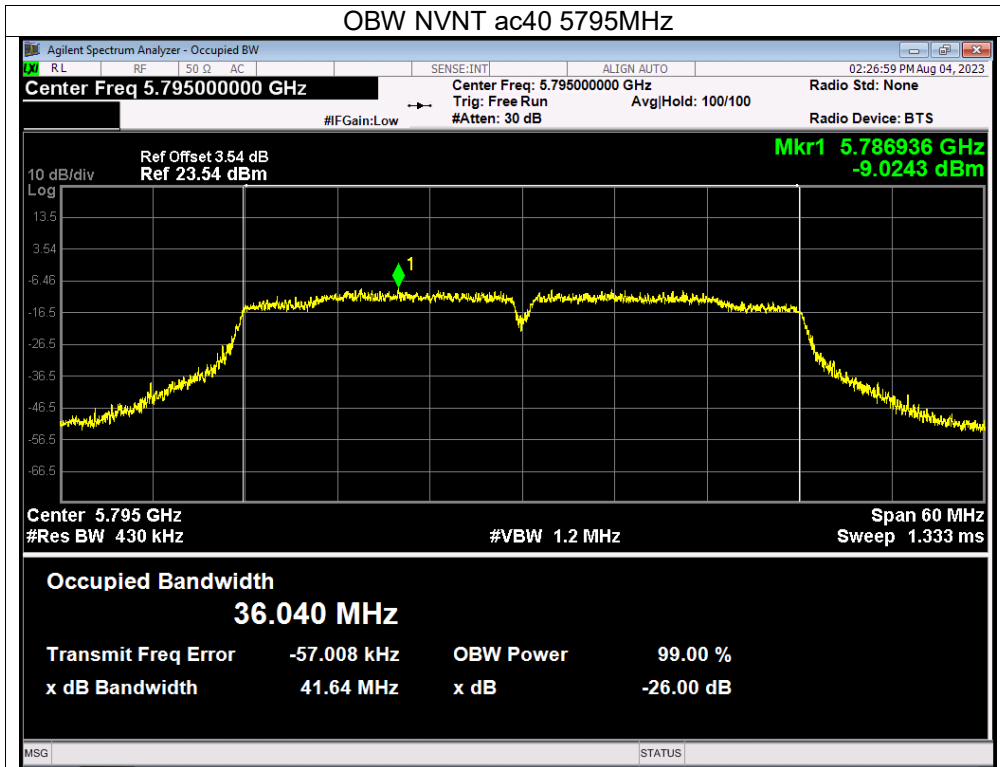 OBW NVNT ac40 5795MHz
Agilent Spectrum Analyzer - Occupied BW
LXI RL RF 50 Ω AC SENSE:INT ALIGN AUTO 02:26:59 PM Aug 04, 2023
Center Freq 5.795000000 GHz Center Freq: 5.795000000 GHz Radio Std: None
Trig: Free Run Avg|Hold: 100/100
#IFGain:Low #Atten: 30 dB Radio Device: BTS
Mkr1 5.786936 GHz
-9.0243 dBm
Ref Offset 3.54 dB
10 dB/div Ref 23.54 dBm
Log
13.5
3.54
1
-6.46
-16.5
-26.5
-36.5
-46.5
-56.5
-66.5
Center 5.795 GHz Span 60 MHz
#Res BW 430 kHz #VBW 1.2 MHz Sweep 1.333 ms
Occupied Bandwidth
36.040 MHz
Transmit Freq Error -57.008 kHz OBW Power 99.00 %
x dB Bandwidth 41.64 MHz x dB -26.00 dB
MSG STATUS